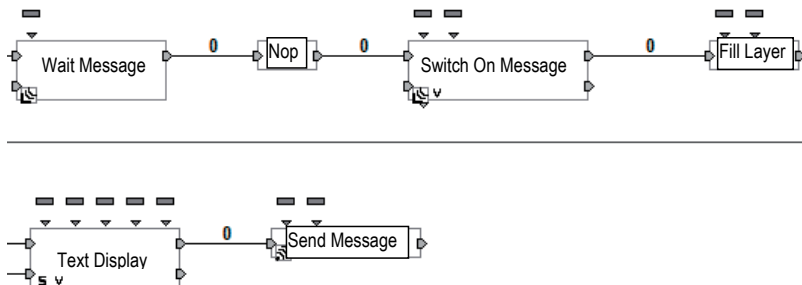 0 0 0
Wait Message Nop Switch On Message Fill Layer
V
0
Text Display Send Message
S V